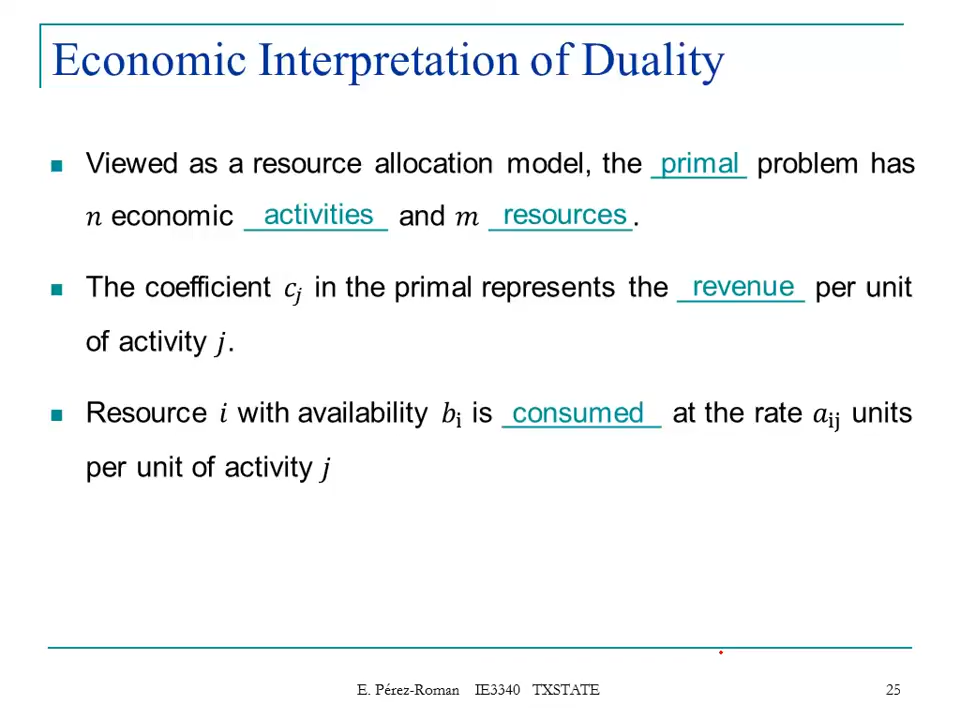 Economic Interpretation of Duality
Viewed as a resource allocation model, the primal problem has
n economic activities and m resources.
The coefficient cⱼ in the primal represents the revenue per unit
of activity j.
Resource i with availability bᵢ is consumed at the rate aᵢⱼ units
per unit of activity j
E. Pérez-Roman IE3340 TXSTATE 25